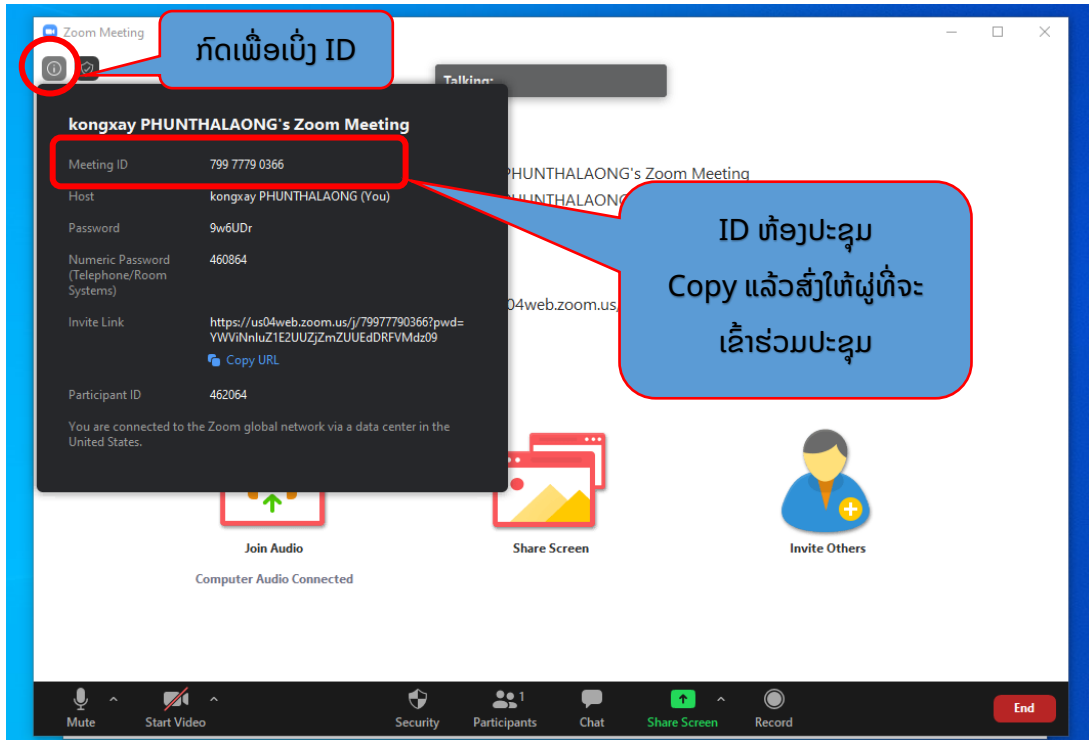 Zoom Meeting
ກົດເພື່ອເບິ່ງ ID
Talking:
kongxay PHUNTHALAONG's Zoom Meeting
Meeting ID 799 7779 0366
Host kongxay PHUNTHALAONG (You)
Password 9w6UDr
Numeric Password (Telephone/Room Systems) 460864
Invite Link https://us04web.zoom.us/j/79977790366?pwd=
YWViNnluZ1E2UUZjZmZUUEdDRFVMdz09
Copy URL
Participant ID 462064
You are connected to the Zoom global network via a data center in the
United States.
PHUNTHALAONG's Zoom Meeting
PHUNTHALAONG
04web.zoom.us/
ID ຫ້ອງປະຊຸມ
Copy ແລ້ວສົ່ງໃຫ້ຜູ່ທີ່ຈະ
ເຂົ້າຮ່ວມປະຊຸມ
Join Audio
Share Screen
Invite Others
Computer Audio Connected
Mute
Start Video
Security
Participants 1
Chat
Share Screen
Record
End